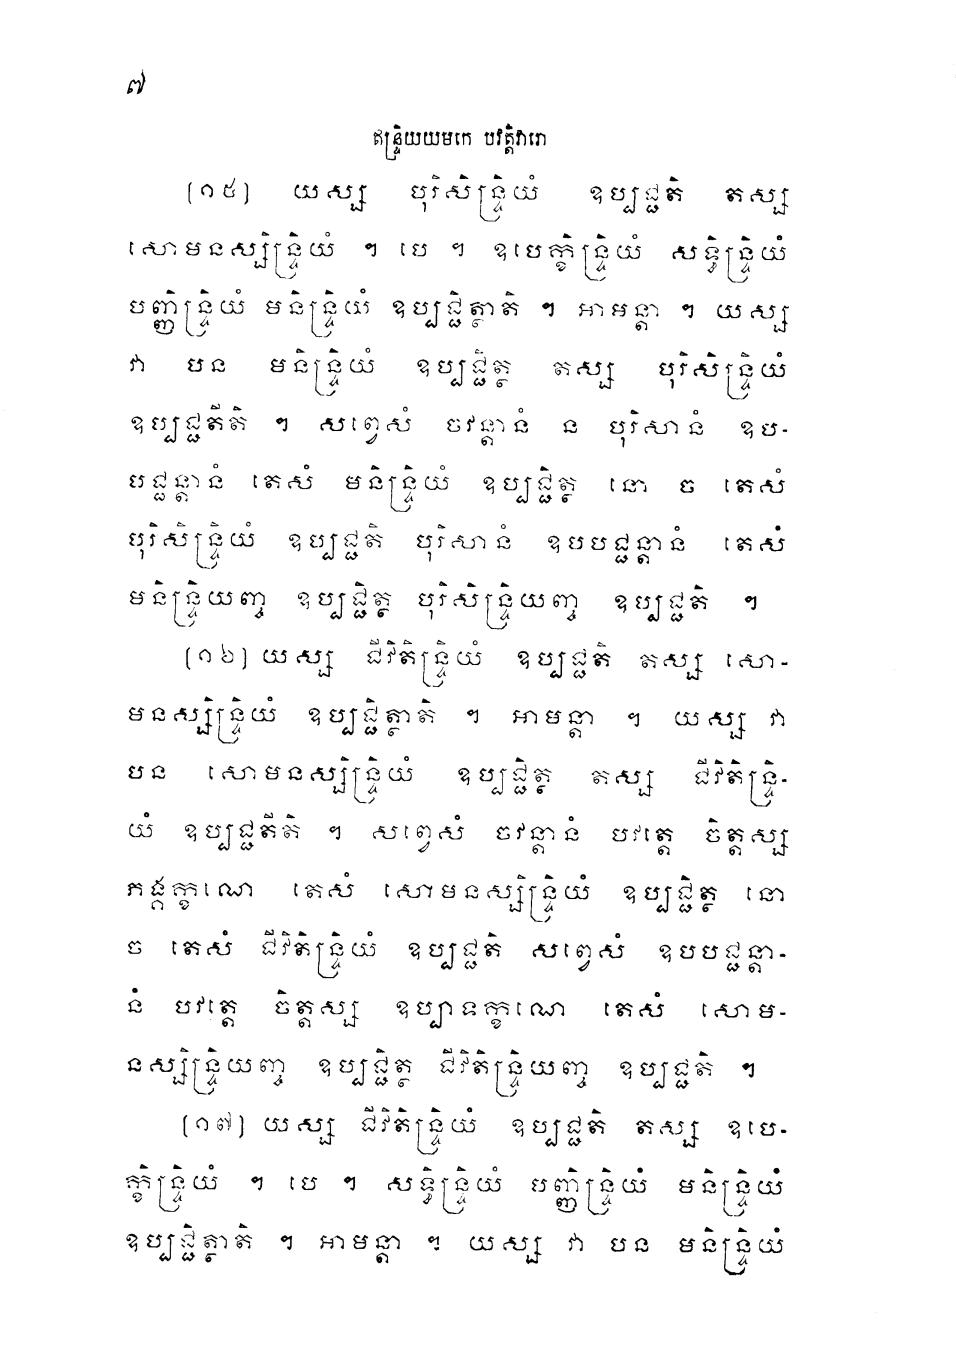 ៧
ឥន្ទ្រិយយមកេ បវត្តិវារោ
[១៥] យស្ស បុរិសិន្ទ្រិយំ ឧប្បជ្ជតិ តស្ស
សោមនស្សិន្ទ្រិយំ ។ បេ ។ ឧបេក្ខិន្ទ្រិយំ សទ្ធិន្ទ្រិយំ
បញ្ញិន្ទ្រិយំ មនិន្ទ្រិយំ ឧប្បជ្ជិត្ថាតិ ។ អាមន្តា ។ យស្ស
វា បន មនិន្ទ្រិយំ ឧប្បជ្ជិត្ថ តស្ស បុរិសិន្ទ្រិយំ
ឧប្បជ្ជតីតិ ។ សព្វេសំ ចវន្តានំ ន បុរិសានំ ឧប-
បជ្ជន្តានំ តេសំ មនិន្ទ្រិយំ ឧប្បជ្ជិត្ថ នោ ច តេសំ
បុរិសិន្ទ្រិយំ ឧប្បជ្ជតិ បុរិសានំ ឧបបជ្ជន្តានំ តេសំ
មនិន្ទ្រិយញ្ច ឧប្បជ្ជិត្ថ បុរិសិន្ទ្រិយញ្ច ឧប្បជ្ជតិ ។
[១៦] យស្ស ជីវិតិន្ទ្រិយំ ឧប្បជ្ជតិ តស្ស សោ-
មនស្សិន្ទ្រិយំ ឧប្បជ្ជិត្ថាតិ ។ អាមន្តា ។ យស្ស វា
បន សោមនស្សិន្ទ្រិយំ ឧប្បជ្ជិត្ថ តស្ស ជីវិតិន្ទ្រិ-
យំ ឧប្បជ្ជតីតិ ។ សព្វេសំ ចវន្តានំ បវត្តេ ចិត្តស្ស
ភង្គក្ខណេ តេសំ សោមនស្សិន្ទ្រិយំ ឧប្បជ្ជិត្ថ នោ
ច តេសំ ជីវិតិន្ទ្រិយំ ឧប្បជ្ជតិ សព្វេសំ ឧបបជ្ជន្តា-
នំ បវត្តេ ចិត្តស្ស ឧប្បាទក្ខណេ តេសំ សោម-
នស្សិន្ទ្រិយញ្ច ឧប្បជ្ជិត្ថ ជីវិតិន្ទ្រិយញ្ច ឧប្បជ្ជតិ ។
[១៧] យស្ស ជីវិតិន្ទ្រិយំ ឧប្បជ្ជតិ តស្ស ឧបេ-
ក្ខិន្ទ្រិយំ ។ បេ ។ សទ្ធិន្ទ្រិយំ បញ្ញិន្ទ្រិយំ មនិន្ទ្រិយំ
ឧប្បជ្ជិត្ថាតិ ។ អាមន្តា ។ យស្ស វា បន មនិន្ទ្រិយំ